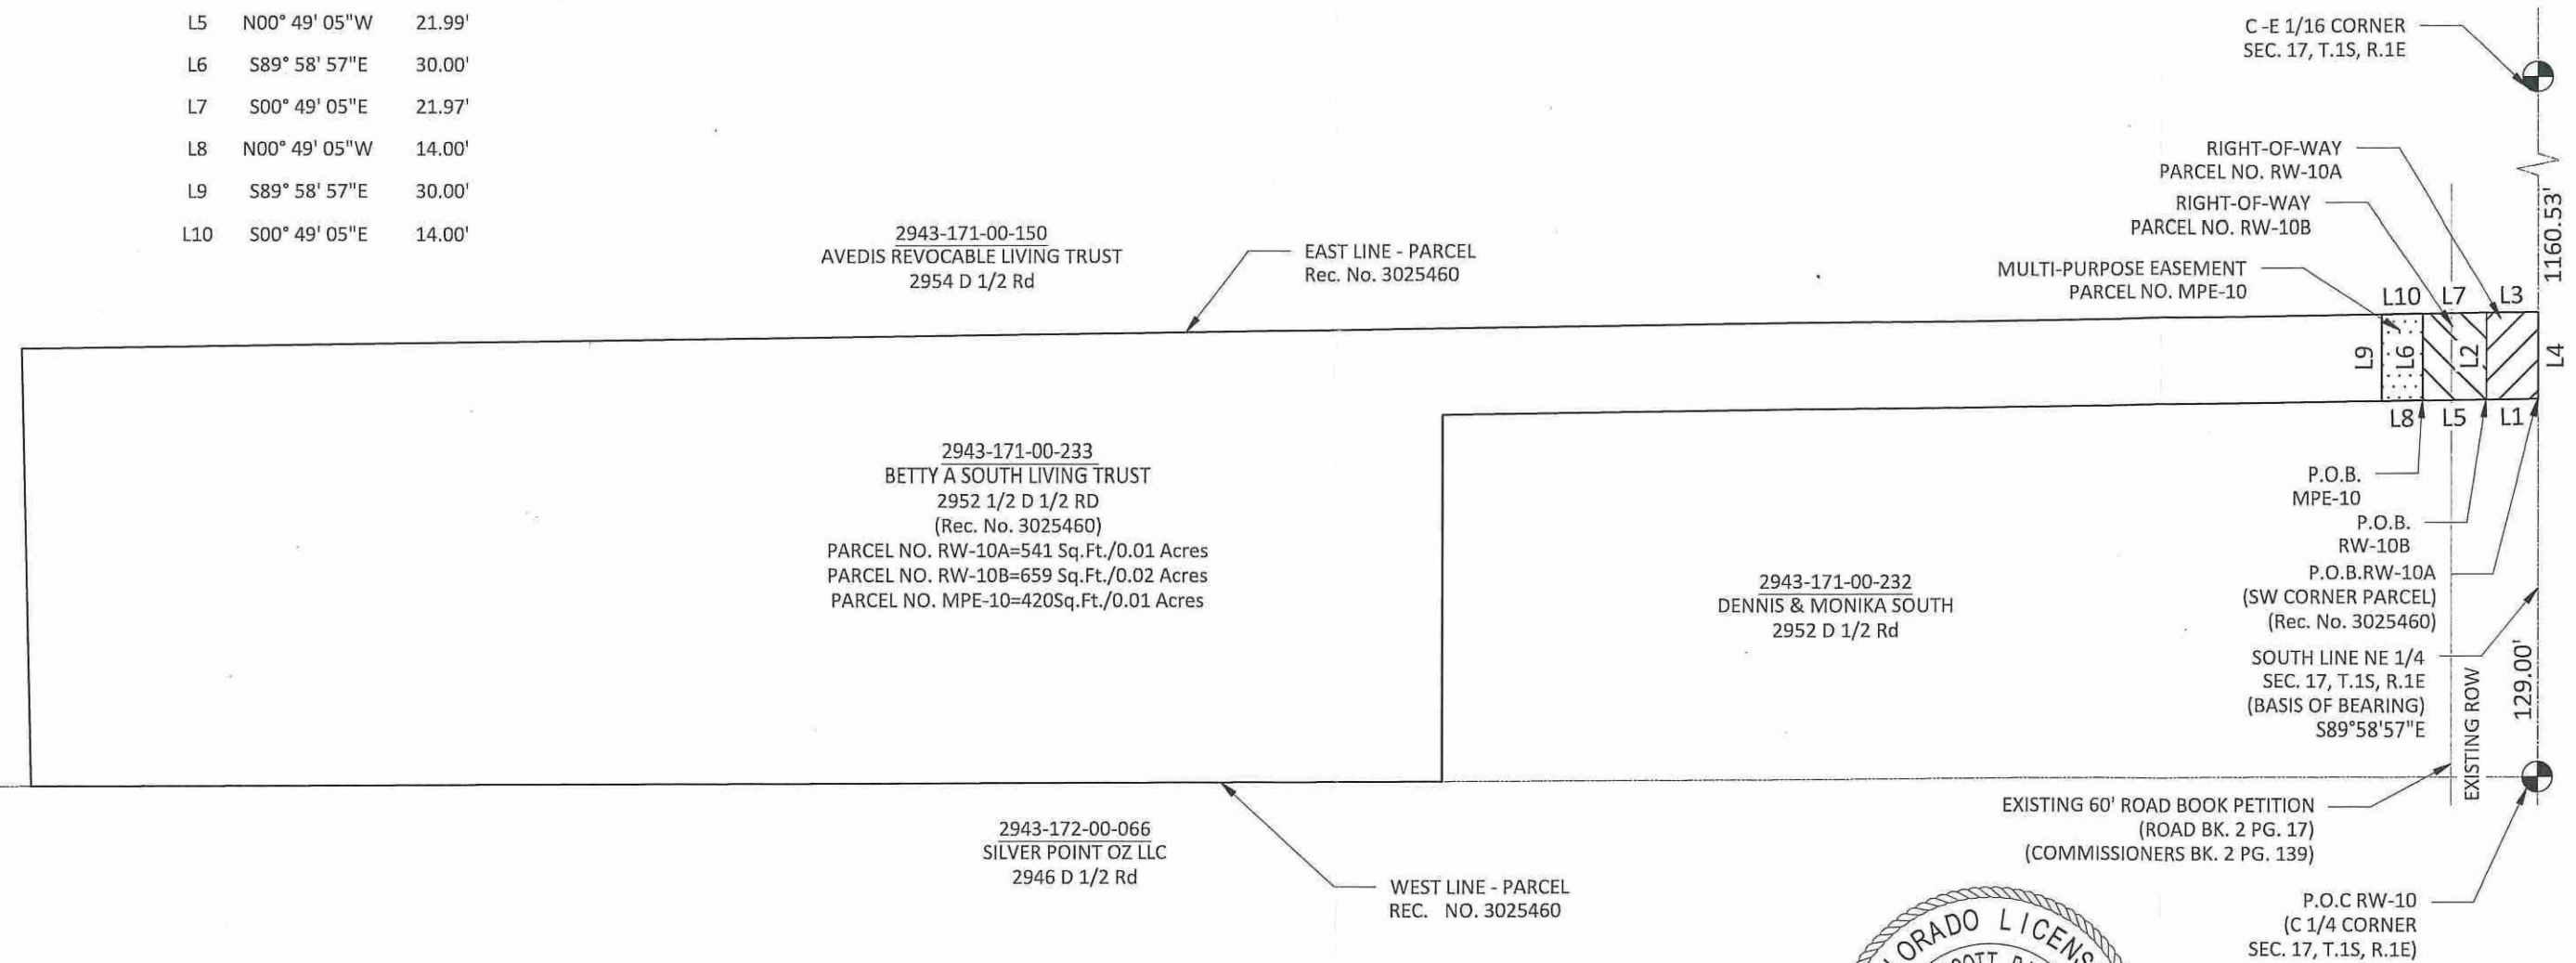 L5 N00° 49' 05"W 21.99'
L6 S89° 58' 57"E 30.00'
L7 S00° 49' 05"E 21.97'
L8 N00° 49' 05"W 14.00'
L9 S89° 58' 57"E 30.00'
L10 S00° 49' 05"E 14.00'
C -E 1/16 CORNER
SEC. 17, T.1S, R.1E
RIGHT-OF-WAY
PARCEL NO. RW-10A
RIGHT-OF-WAY
PARCEL NO. RW-10B
MULTI-PURPOSE EASEMENT
PARCEL NO. MPE-10
1160.53'
2943-171-00-150
AVEDIS REVOCABLE LIVING TRUST
2954 D 1/2 Rd
EAST LINE - PARCEL
Rec. No. 3025460
L10 L7 L3
L9
L6
L2
L4
L8 L5 L1
2943-171-00-233
BETTY A SOUTH LIVING TRUST
2952 1/2 D 1/2 RD
(Rec. No. 3025460)
PARCEL NO. RW-10A=541 Sq.Ft./0.01 Acres
PARCEL NO. RW-10B=659 Sq.Ft./0.02 Acres
PARCEL NO. MPE-10=420Sq.Ft./0.01 Acres
2943-171-00-232
DENNIS & MONIKA SOUTH
2952 D 1/2 Rd
P.O.B.
MPE-10
P.O.B.
RW-10B
P.O.B.RW-10A
(SW CORNER PARCEL)
(Rec. No. 3025460)
SOUTH LINE NE 1/4
SEC. 17, T.1S, R.1E
(BASIS OF BEARING)
S89°58'57"E
EXISTING ROW
129.00'
EXISTING 60' ROAD BOOK PETITION
(ROAD BK. 2 PG. 17)
(COMMISSIONERS BK. 2 PG. 139)
2943-172-00-066
SILVER POINT OZ LLC
2946 D 1/2 Rd
WEST LINE - PARCEL
REC. NO. 3025460
P.O.C RW-10
(C 1/4 CORNER
SEC. 17, T.1S, R.1E)
LORADO LICENS